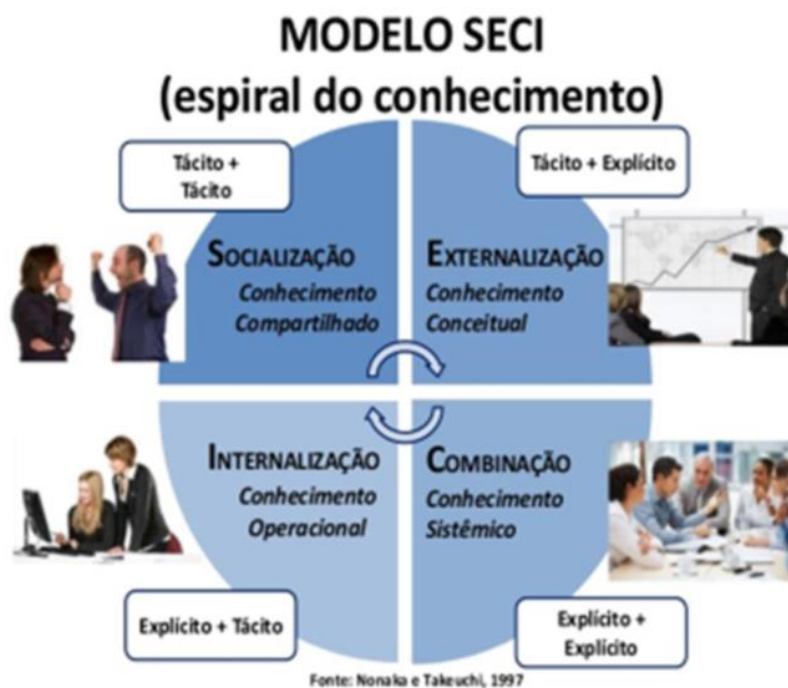 MODELO SECI
(espiral do conhecimento)
Tácito +
Tácito
Tácito + Explícito
SOCIALIZAÇÃO
Conhecimento
Compartilhado
EXTERNALIZAÇÃO
Conhecimento
Conceitual
INTERNALIZAÇÃO
Conhecimento
Operacional
COMBINAÇÃO
Conhecimento
Sistêmico
Explícito + Tácito
Explícito +
Explícito
Fonte: Nonaka e Takeuchi, 1997